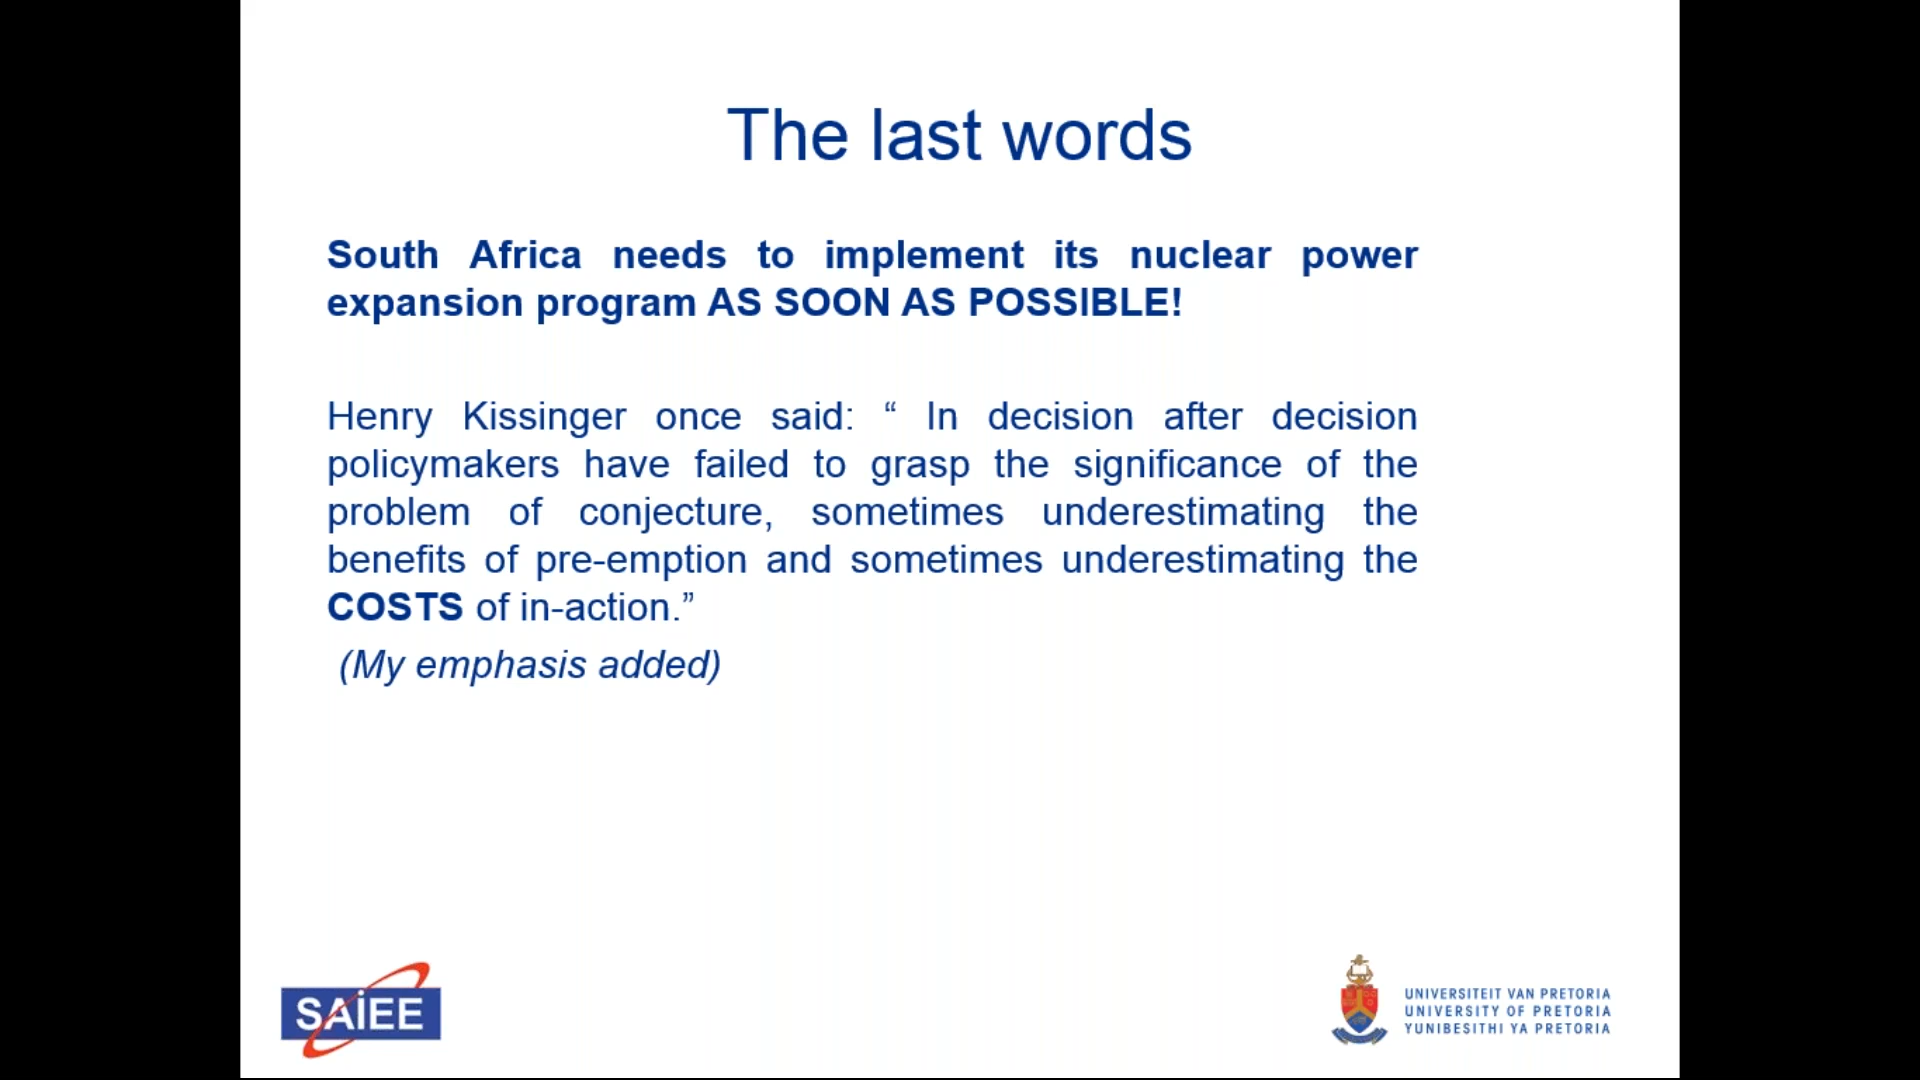 The last words
South Africa needs to implement its nuclear power
expansion program AS SOON AS POSSIBLE!
Henry Kissinger once said: “ In decision after decision
policymakers have failed to grasp the significance of the
problem of conjecture, sometimes underestimating the
benefits of pre-emption and sometimes underestimating the
COSTS of in-action.”
(My emphasis added)
SAiEE
UNIVERSITEIT VAN PRETORIA
UNIVERSITY OF PRETORIA
YUNIBESITHI YA PRETORIA